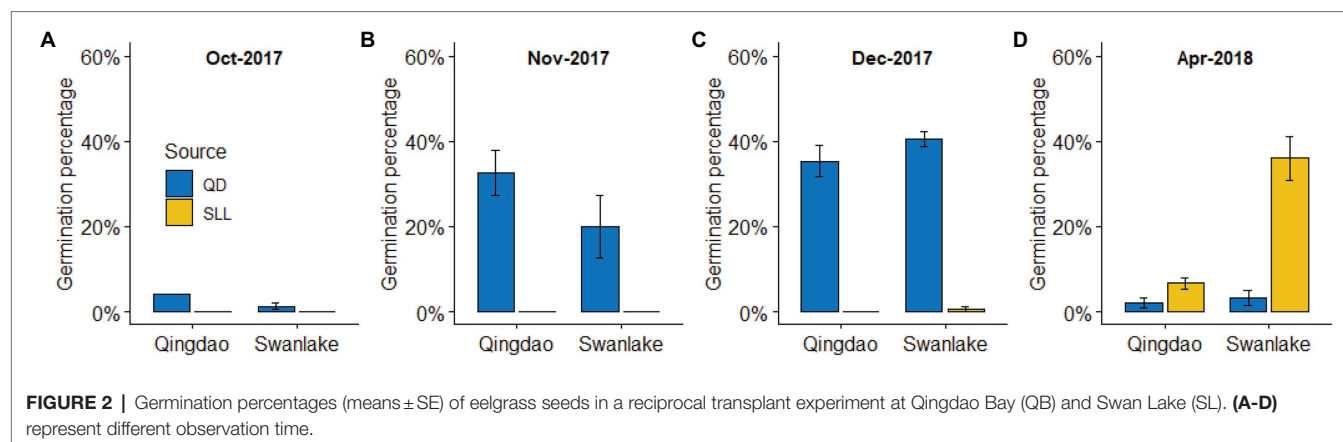 A
Oct-2017
Germination percentage
60%
40%
20%
0%
Source
QD
SLL
Qingdao
Swanlake
B
Nov-2017
Germination percentage
60%
40%
20%
0%
Qingdao
Swanlake
C
Dec-2017
Germination percentage
60%
40%
20%
0%
Qingdao
Swanlake
D
Apr-2018
Germination percentage
60%
40%
20%
0%
Qingdao
Swanlake
FIGURE 2 | Germination percentages (means ± SE) of eelgrass seeds in a reciprocal transplant experiment at Qingdao Bay (QB) and Swan Lake (SL). (A-D)
represent different observation time.